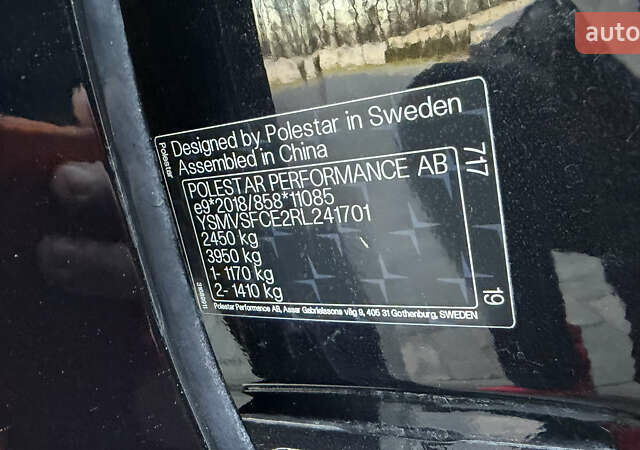 auto
Polestar
Designed by Polestar in Sweden
Assembled in China
POLESTAR PERFORMANCE AB
e9*2018/858*11085
YSMVSFCE2RL241701
2450 kg
3950 kg
1- 1170 kg
2- 1410 kg
717
19
Polestar Performance AB, Assar Gabrielssons väg 9, 405 31 Gothenburg, SWEDEN